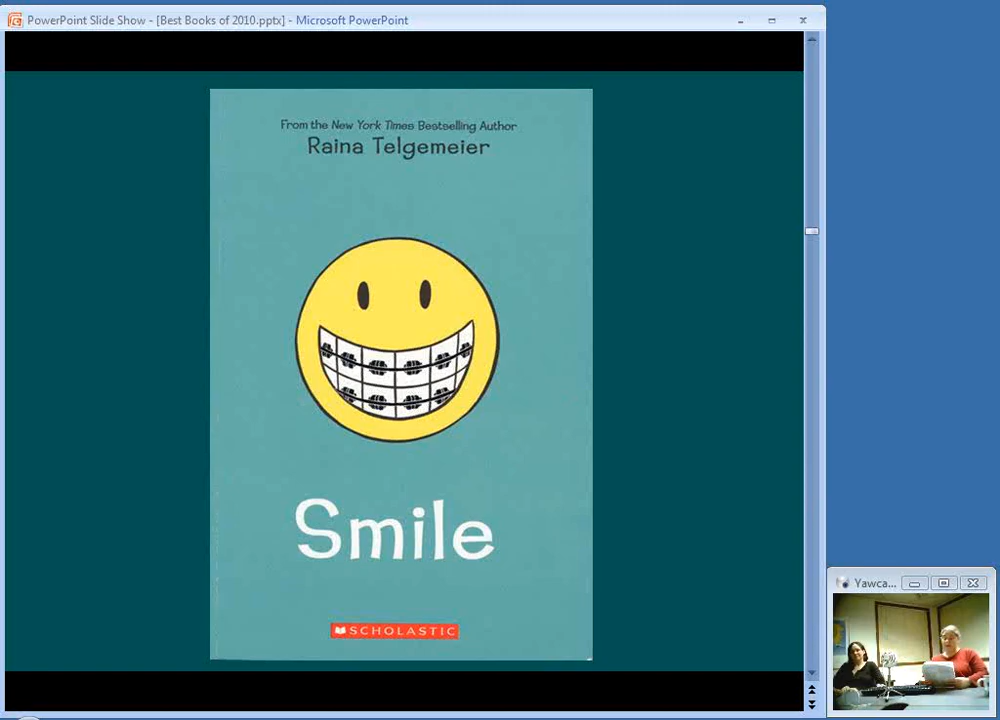 PowerPoint Slide Show - [Best Books of 2010.pptx] - Microsoft PowerPoint
From the New York Times Bestselling Author
Raina Telgemeier
Smile
SCHOLASTIC
Yawca...